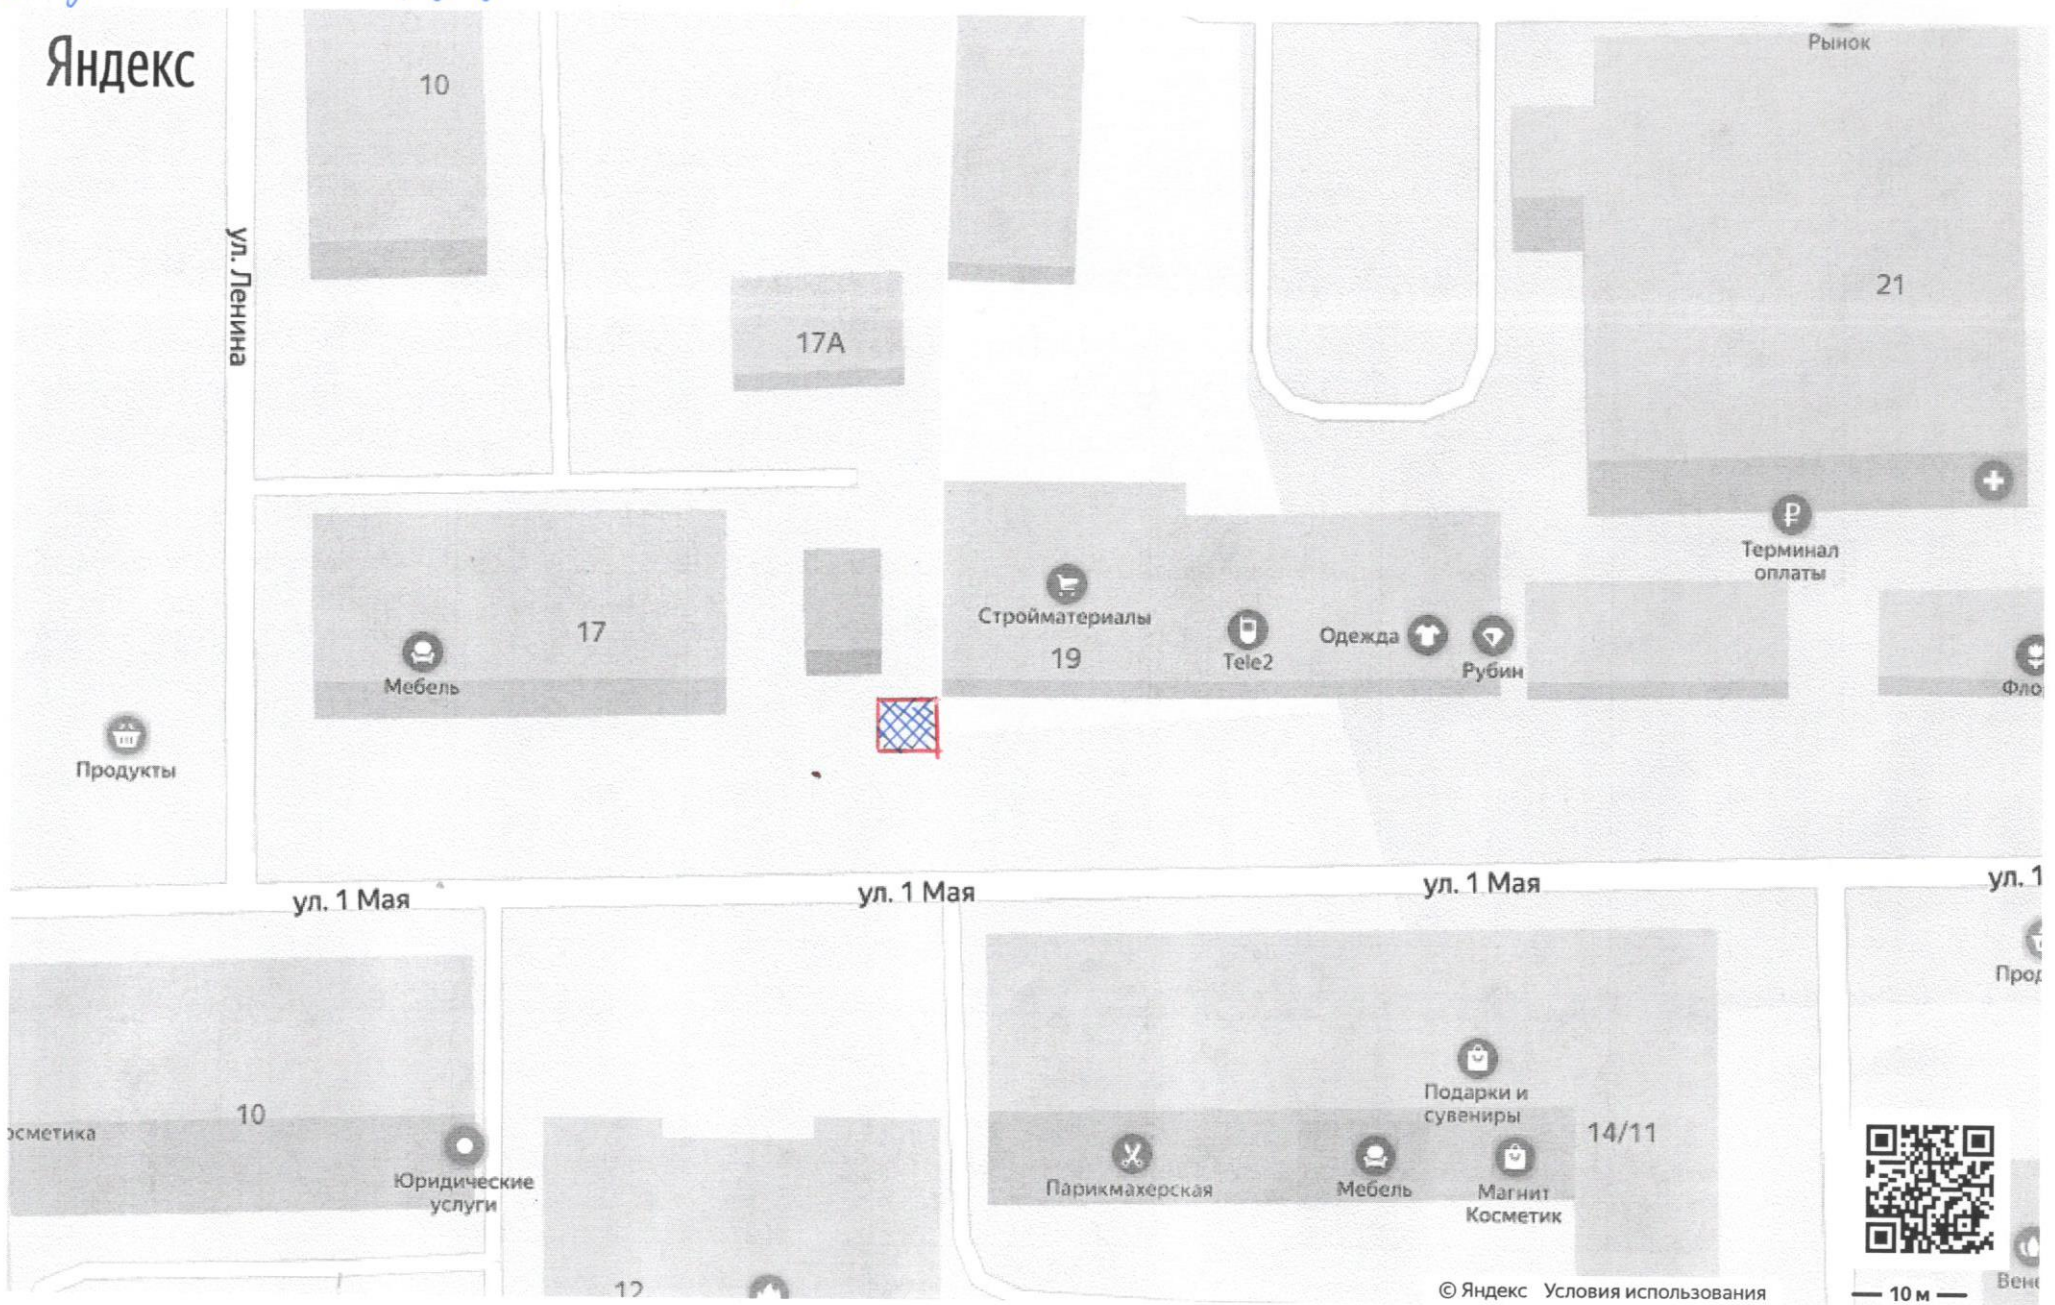 Яндекс
Рынок
10
ул. Ленина
17А
21
Терминал
оплаты
Стройматериалы
19
Tele2
Одежда
Рубин
17
Мебель
Продукты
ул. 1 Мая
ул. 1 Мая
ул. 1 Мая
ул. 1
10
Юридические
услуги
12
Подарки и
сувениры
14/11
Парикмахерская
Мебель
Магнит
Косметик
© Яндекс Условия использования
10 м